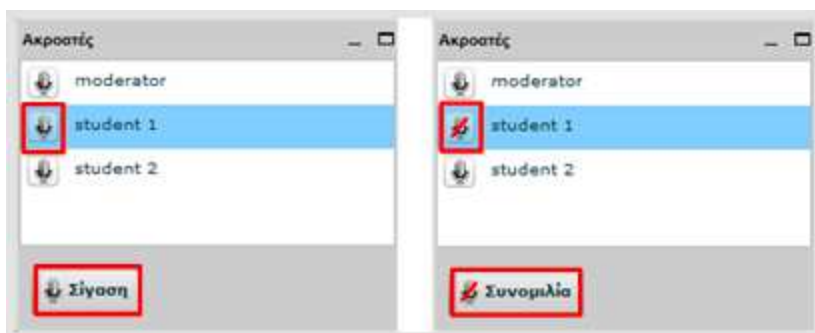 Ακροατές
moderator
student 1
student 2
Σίγαση
Ακροατές
moderator
student 1
student 2
Συνομιλία